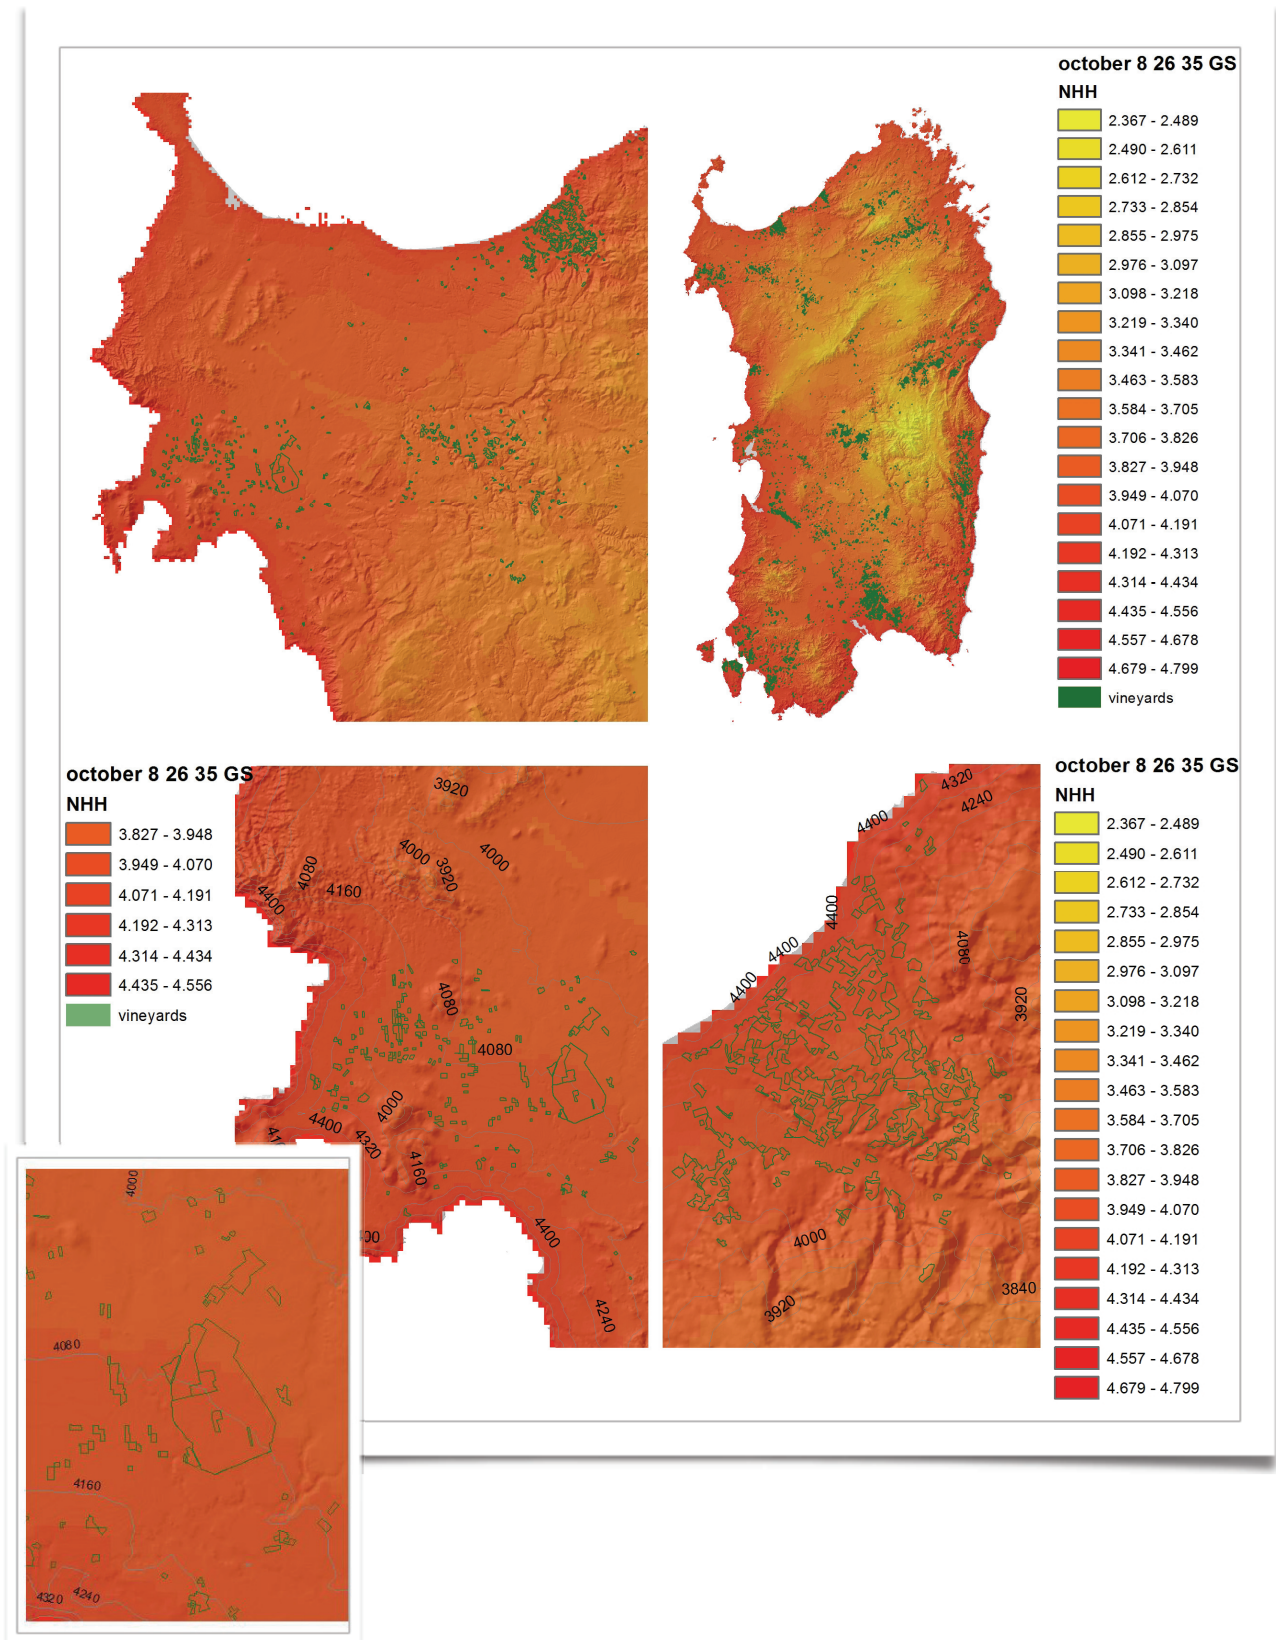 october 8 26 35 GS
NHH
2.367 - 2.489
2.490 - 2.611
2.612 - 2.732
2.733 - 2.854
2.855 - 2.975
2.976 - 3.097
3.098 - 3.218
3.219 - 3.340
3.341 - 3.462
3.463 - 3.583
3.584 - 3.705
3.706 - 3.826
3.827 - 3.948
3.949 - 4.070
4.071 - 4.191
4.192 - 4.313
4.314 - 4.434
4.435 - 4.556
4.557 - 4.678
4.679 - 4.799
vineyards
october 8 26 35 GS
NHH
3.827 - 3.948
3.949 - 4.070
4.071 - 4.191
4.192 - 4.313
4.314 - 4.434
4.435 - 4.556
vineyards
3920
4000
4000
3920
4080
4160
4400
4080
4080
4000
4400
4320
4160
4400
4240
4320
4240
4400
4400
4400
4400
4080
3920
4000
3840
3920
october 8 26 35 GS
NHH
2.367 - 2.489
2.490 - 2.611
2.612 - 2.732
2.733 - 2.854
2.855 - 2.975
2.976 - 3.097
3.098 - 3.218
3.219 - 3.340
3.341 - 3.462
3.463 - 3.583
3.584 - 3.705
3.706 - 3.826
3.827 - 3.948
3.949 - 4.070
4.071 - 4.191
4.192 - 4.313
4.314 - 4.434
4.435 - 4.556
4.557 - 4.678
4.679 - 4.799
4000
4080
4160
4320
4240